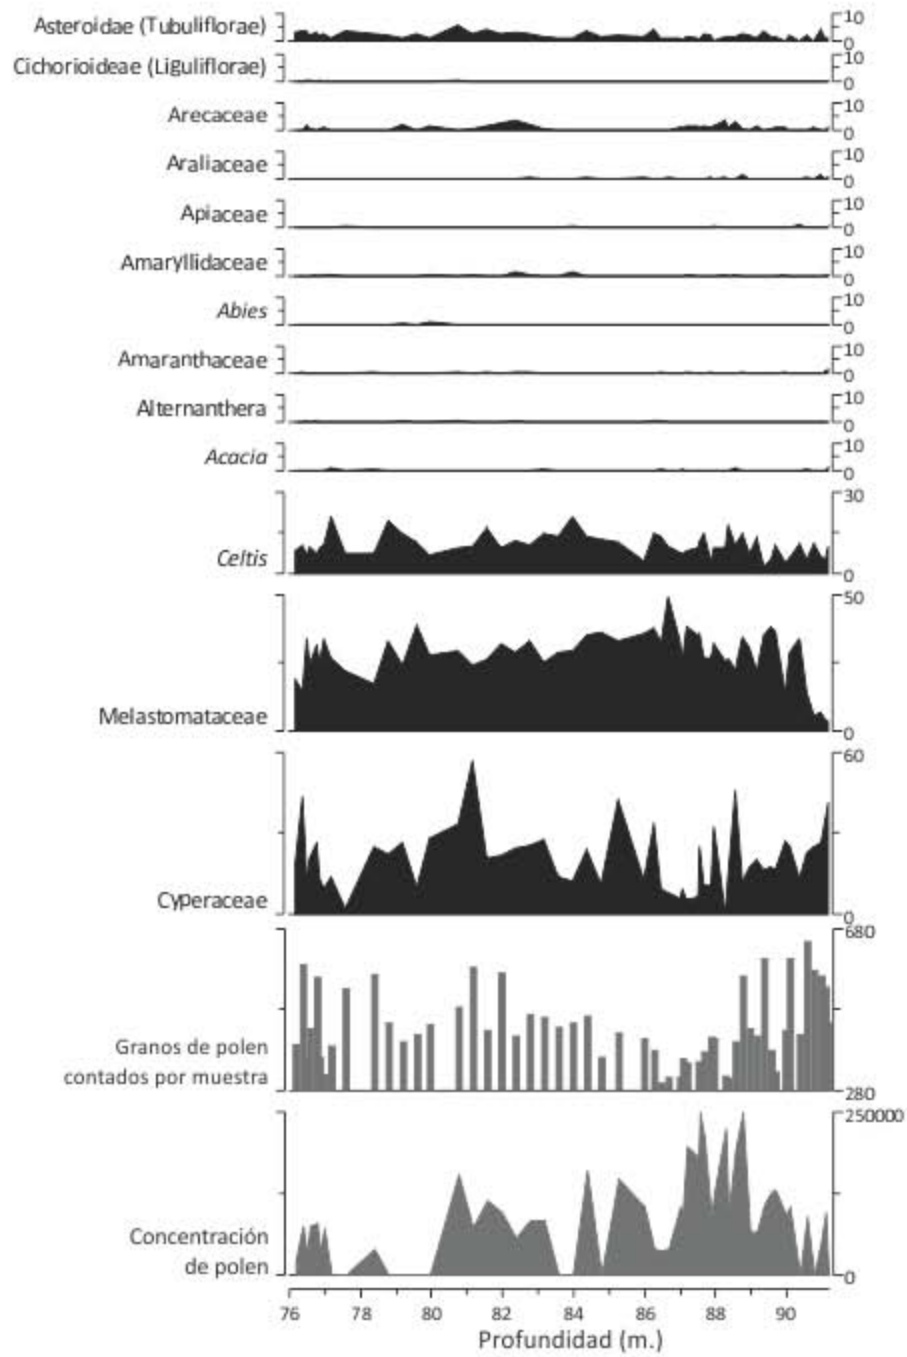 Asteroidae (Tubuliflorae)
10
0
Cichorioideae (Liguliflorae)
10
0
Arecaceae
10
0
Araliaceae
10
0
Apiaceae
10
0
Amaryllidaceae
10
0
Abies
10
0
Amaranthaceae
10
0
Alternanthera
10
0
Acacia
10
0
Celtis
30
0
Melastomataceae
50
0
Cyperaceae
60
0
Granos de polen
contados por muestra
680
280
Concentración
de polen
250000
0
76 78 80 82 84 86 88 90
Profundidad (m.)